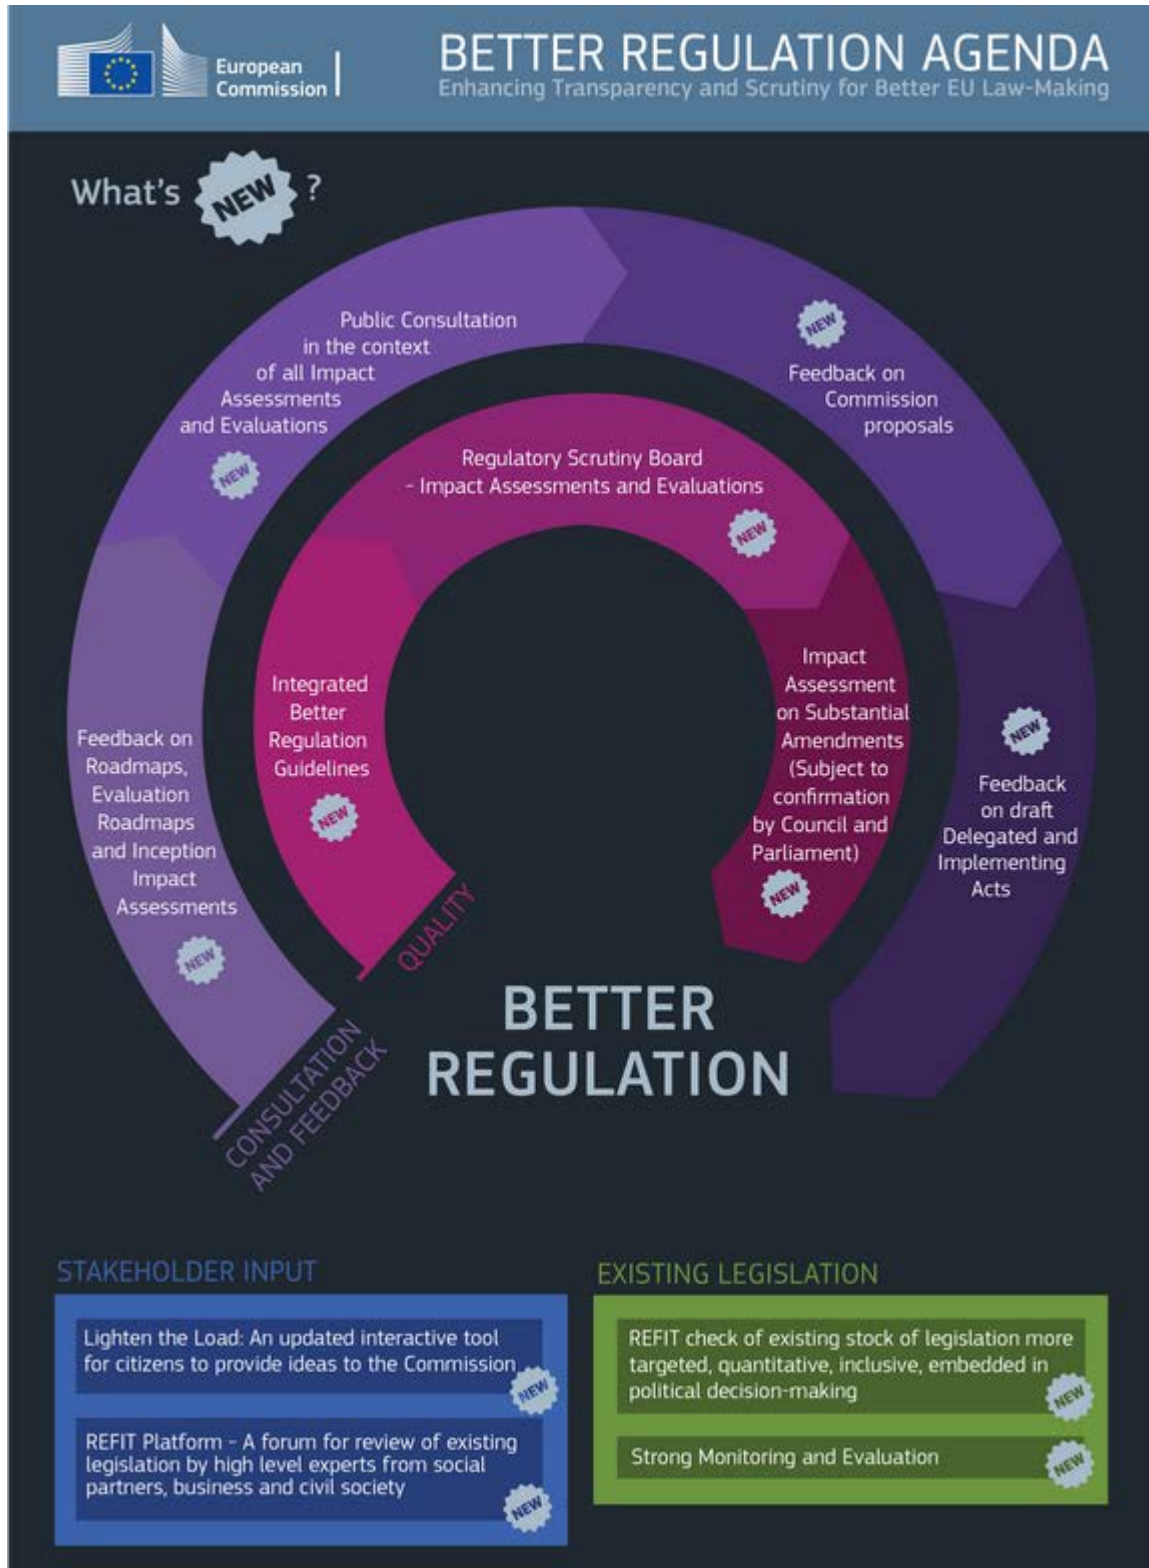 European
Commission
BETTER REGULATION AGENDA
Enhancing Transparency and Scrutiny for Better EU Law-Making
What's NEW ?
Public Consultation
in the context
of all Impact
Assessments
and Evaluations
NEW
NEW
Feedback on
Commission
proposals
Regulatory Scrutiny Board
- Impact Assessments and Evaluations
NEW
Feedback on
Roadmaps,
Evaluation
Roadmaps
and Inception
Impact
Assessments
NEW
Integrated
Better
Regulation
Guidelines
NEW
Impact
Assessment
on Substantial
Amendments
(Subject to
confirmation
by Council and
Parliament)
NEW
NEW
Feedback
on draft
Delegated and
Implementing
Acts
QUALITY
CONSULTATION
AND FEEDBACK
BETTER
REGULATION
STAKEHOLDER INPUT
Lighten the Load: An updated interactive tool
for citizens to provide ideas to the Commission
NEW
REFIT Platform - A forum for review of existing
legislation by high level experts from social
partners, business and civil society
NEW
EXISTING LEGISLATION
REFIT check of existing stock of legislation more
targeted, quantitative, inclusive, embedded in
political decision-making
NEW
Strong Monitoring and Evaluation
NEW